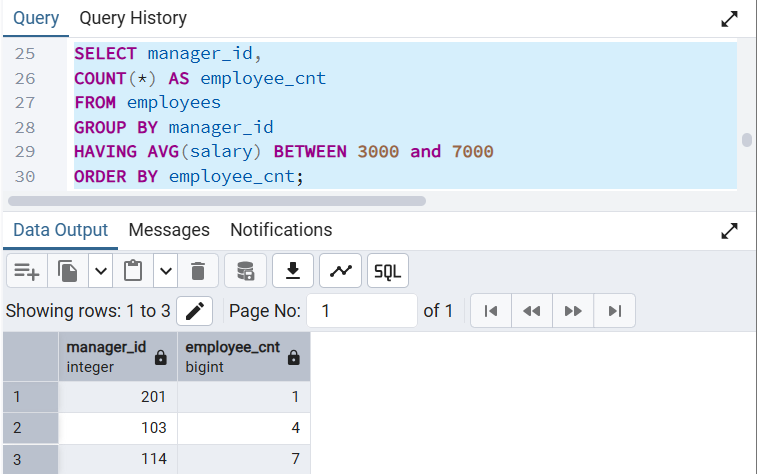 Query Query History
25 SELECT manager_id,
26 COUNT(*) AS employee_cnt
27 FROM employees
28 GROUP BY manager_id
29 HAVING AVG(salary) BETWEEN 3000 and 7000
30 ORDER BY employee_cnt;
Data Output Messages Notifications
SQL
Showing rows: 1 to 3 Page No: 1 of 1
manager_id employee_cnt
integer bigint
1 201 1
2 103 4
3 114 7